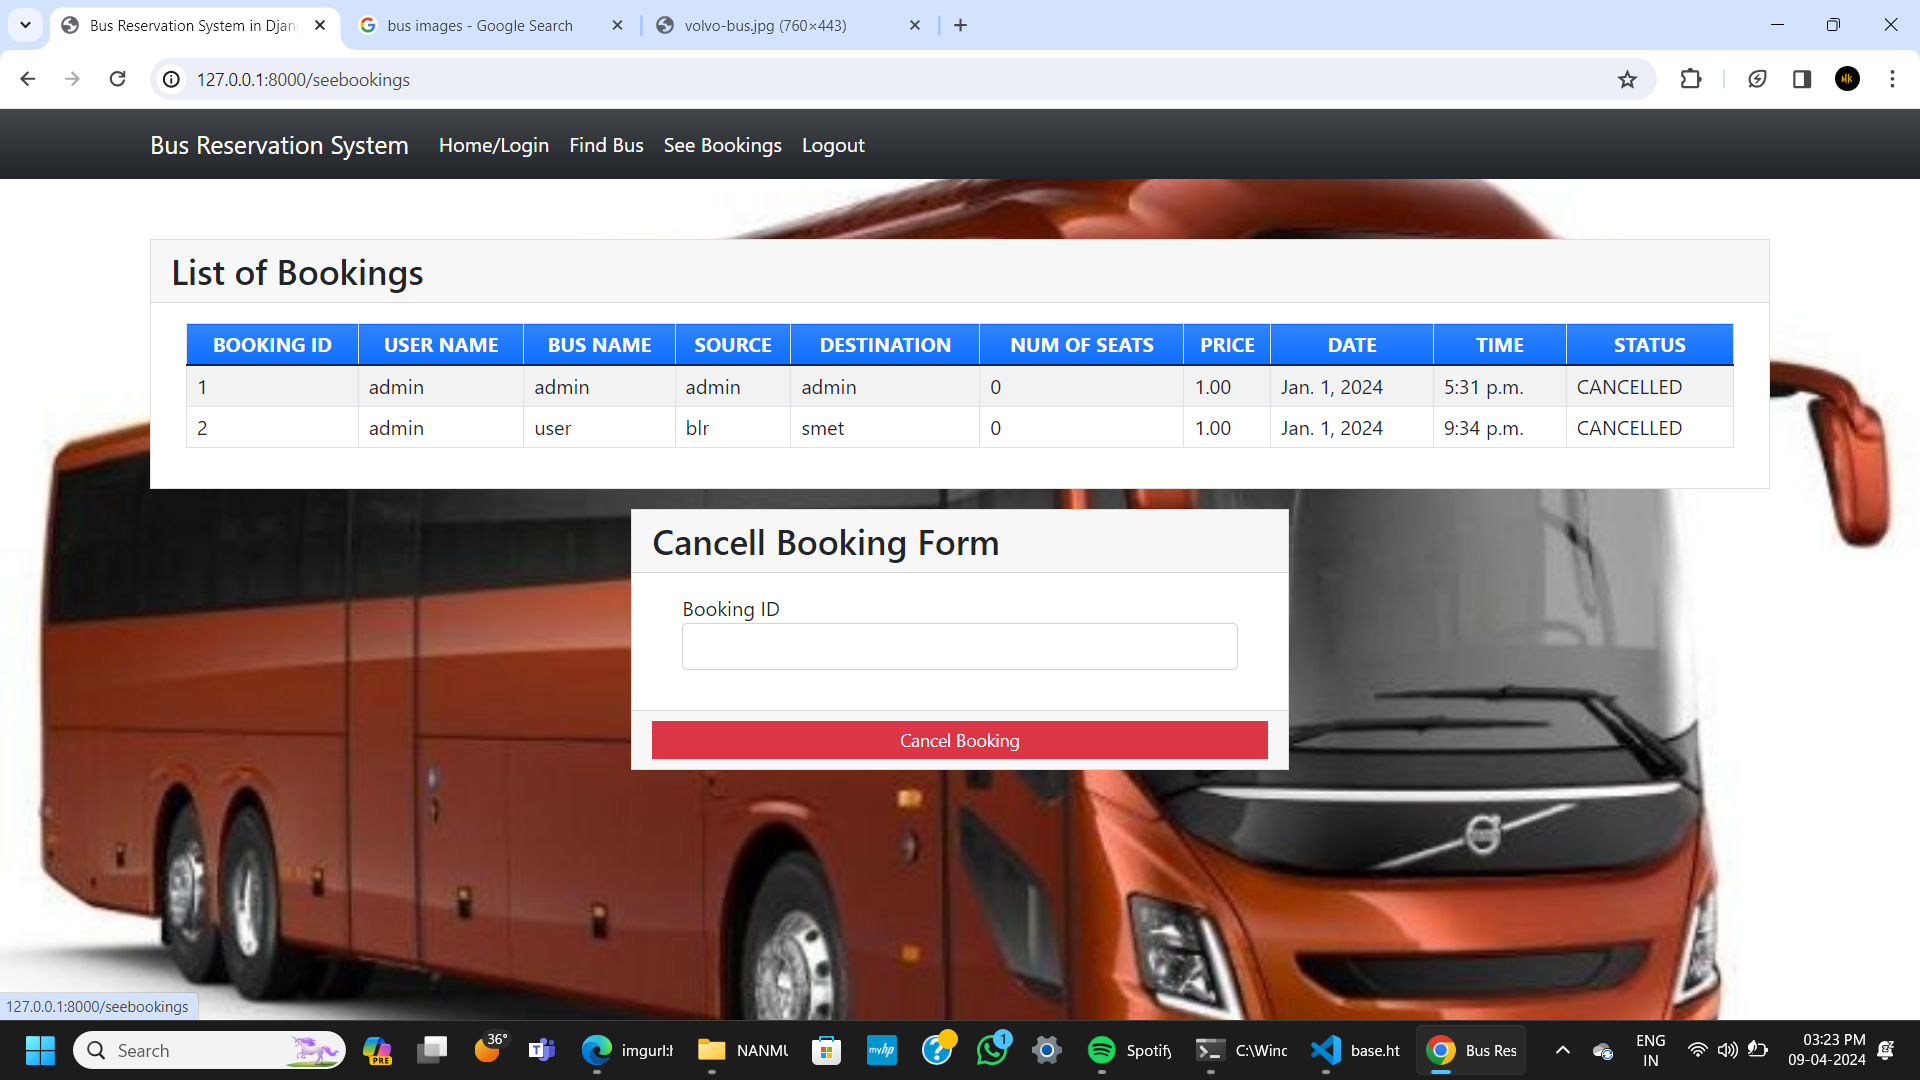 Bus Reservation System in Djan
bus images - Google Search
volvo-bus.jpg (760×443)
127.0.0.1:8000/seebookings
MK
Bus Reservation System
Home/Login
Find Bus
See Bookings
Logout
List of Bookings
BOOKING ID USER NAME BUS NAME SOURCE DESTINATION NUM OF SEATS PRICE DATE TIME STATUS
1 admin admin admin admin 0 1.00 Jan. 1, 2024 5:31 p.m. CANCELLED
2 admin user blr smet 0 1.00 Jan. 1, 2024 9:34 p.m. CANCELLED
Cancell Booking Form
Booking ID
Cancel Booking
127.0.0.1:8000/seebookings
Search
PRE
36°
imgurl:h
NANMU
myhp
1
Spotify
C:\Winc
base.ht
Bus Res
ENG
IN
03:23 PM
09-04-2024